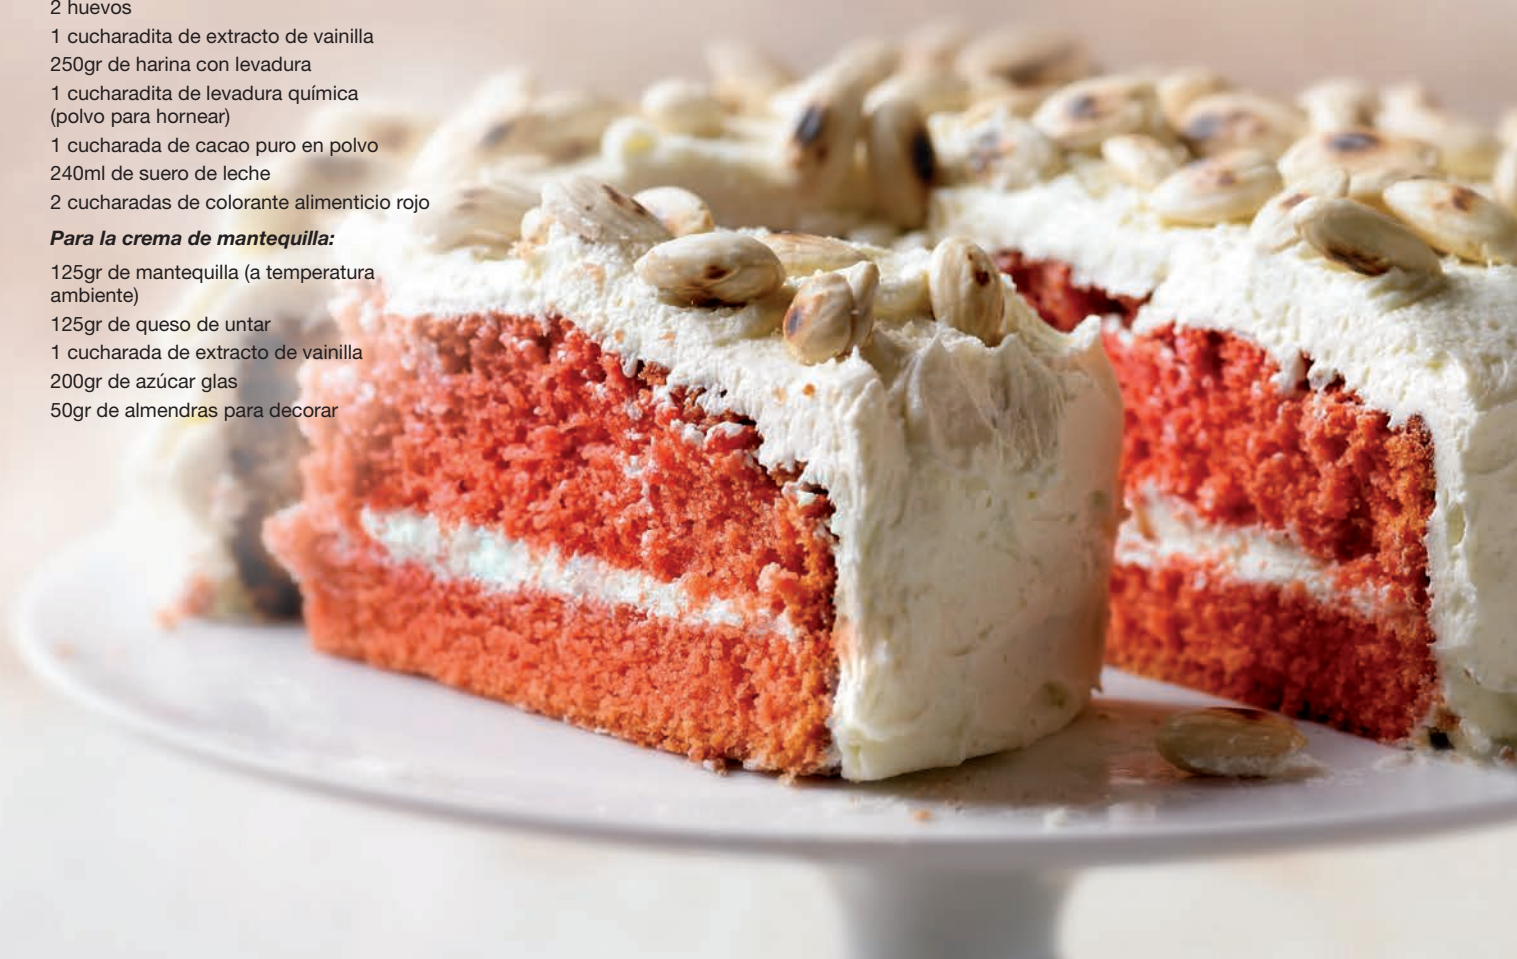 2 huevos
1 cucharadita de extracto de vainilla
250gr de harina con levadura
1 cucharadita de levadura química
(polvo para hornear)
1 cucharada de cacao puro en polvo
240ml de suero de leche
2 cucharadas de colorante alimenticio rojo
Para la crema de mantequilla:
125gr de mantequilla (a temperatura
ambiente)
125gr de queso de untar
1 cucharada de extracto de vainilla
200gr de azúcar glas
50gr de almendras para decorar